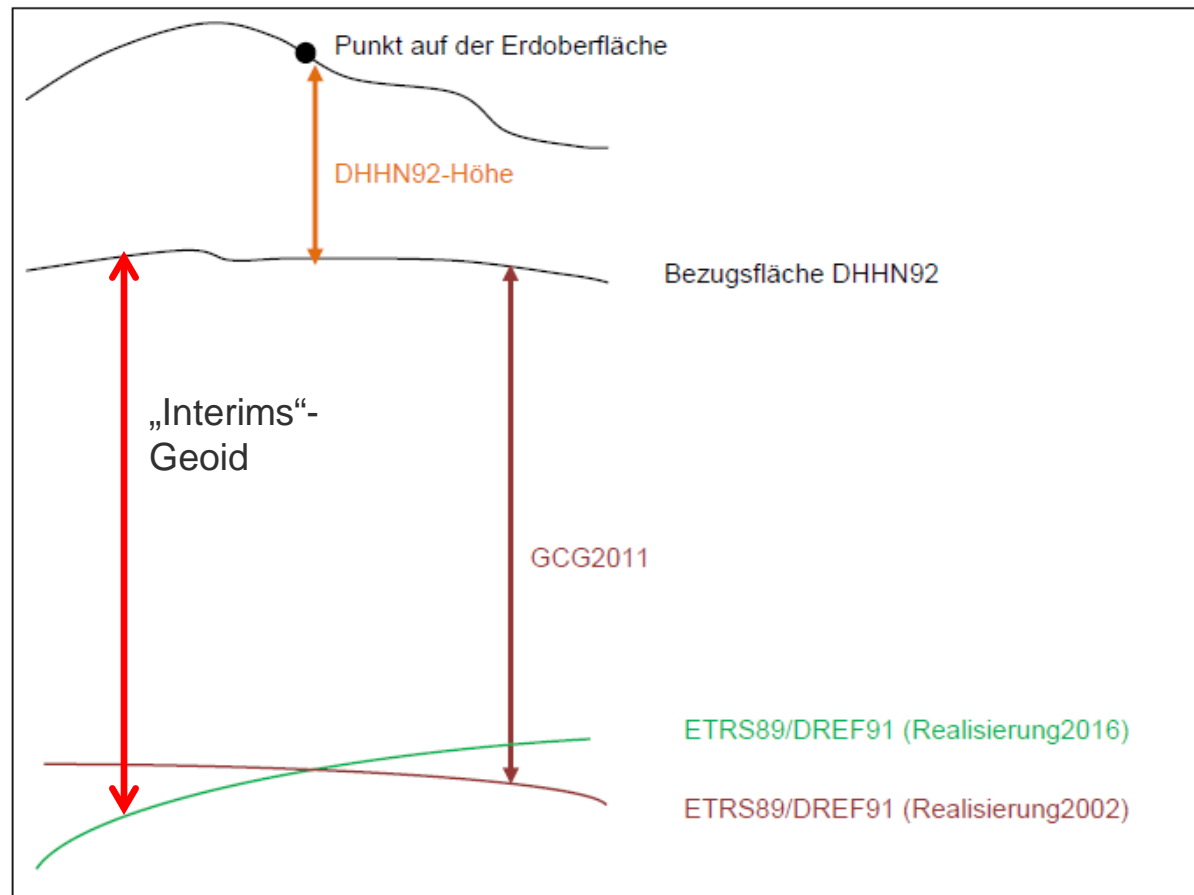 Punkt auf der Erdoberfläche
DHHN92-Höhe
Bezugsfläche DHHN92
„Interims“-
Geoid
GCG2011
ETRS89/DREF91 (Realisierung2016)
ETRS89/DREF91 (Realisierung2002)